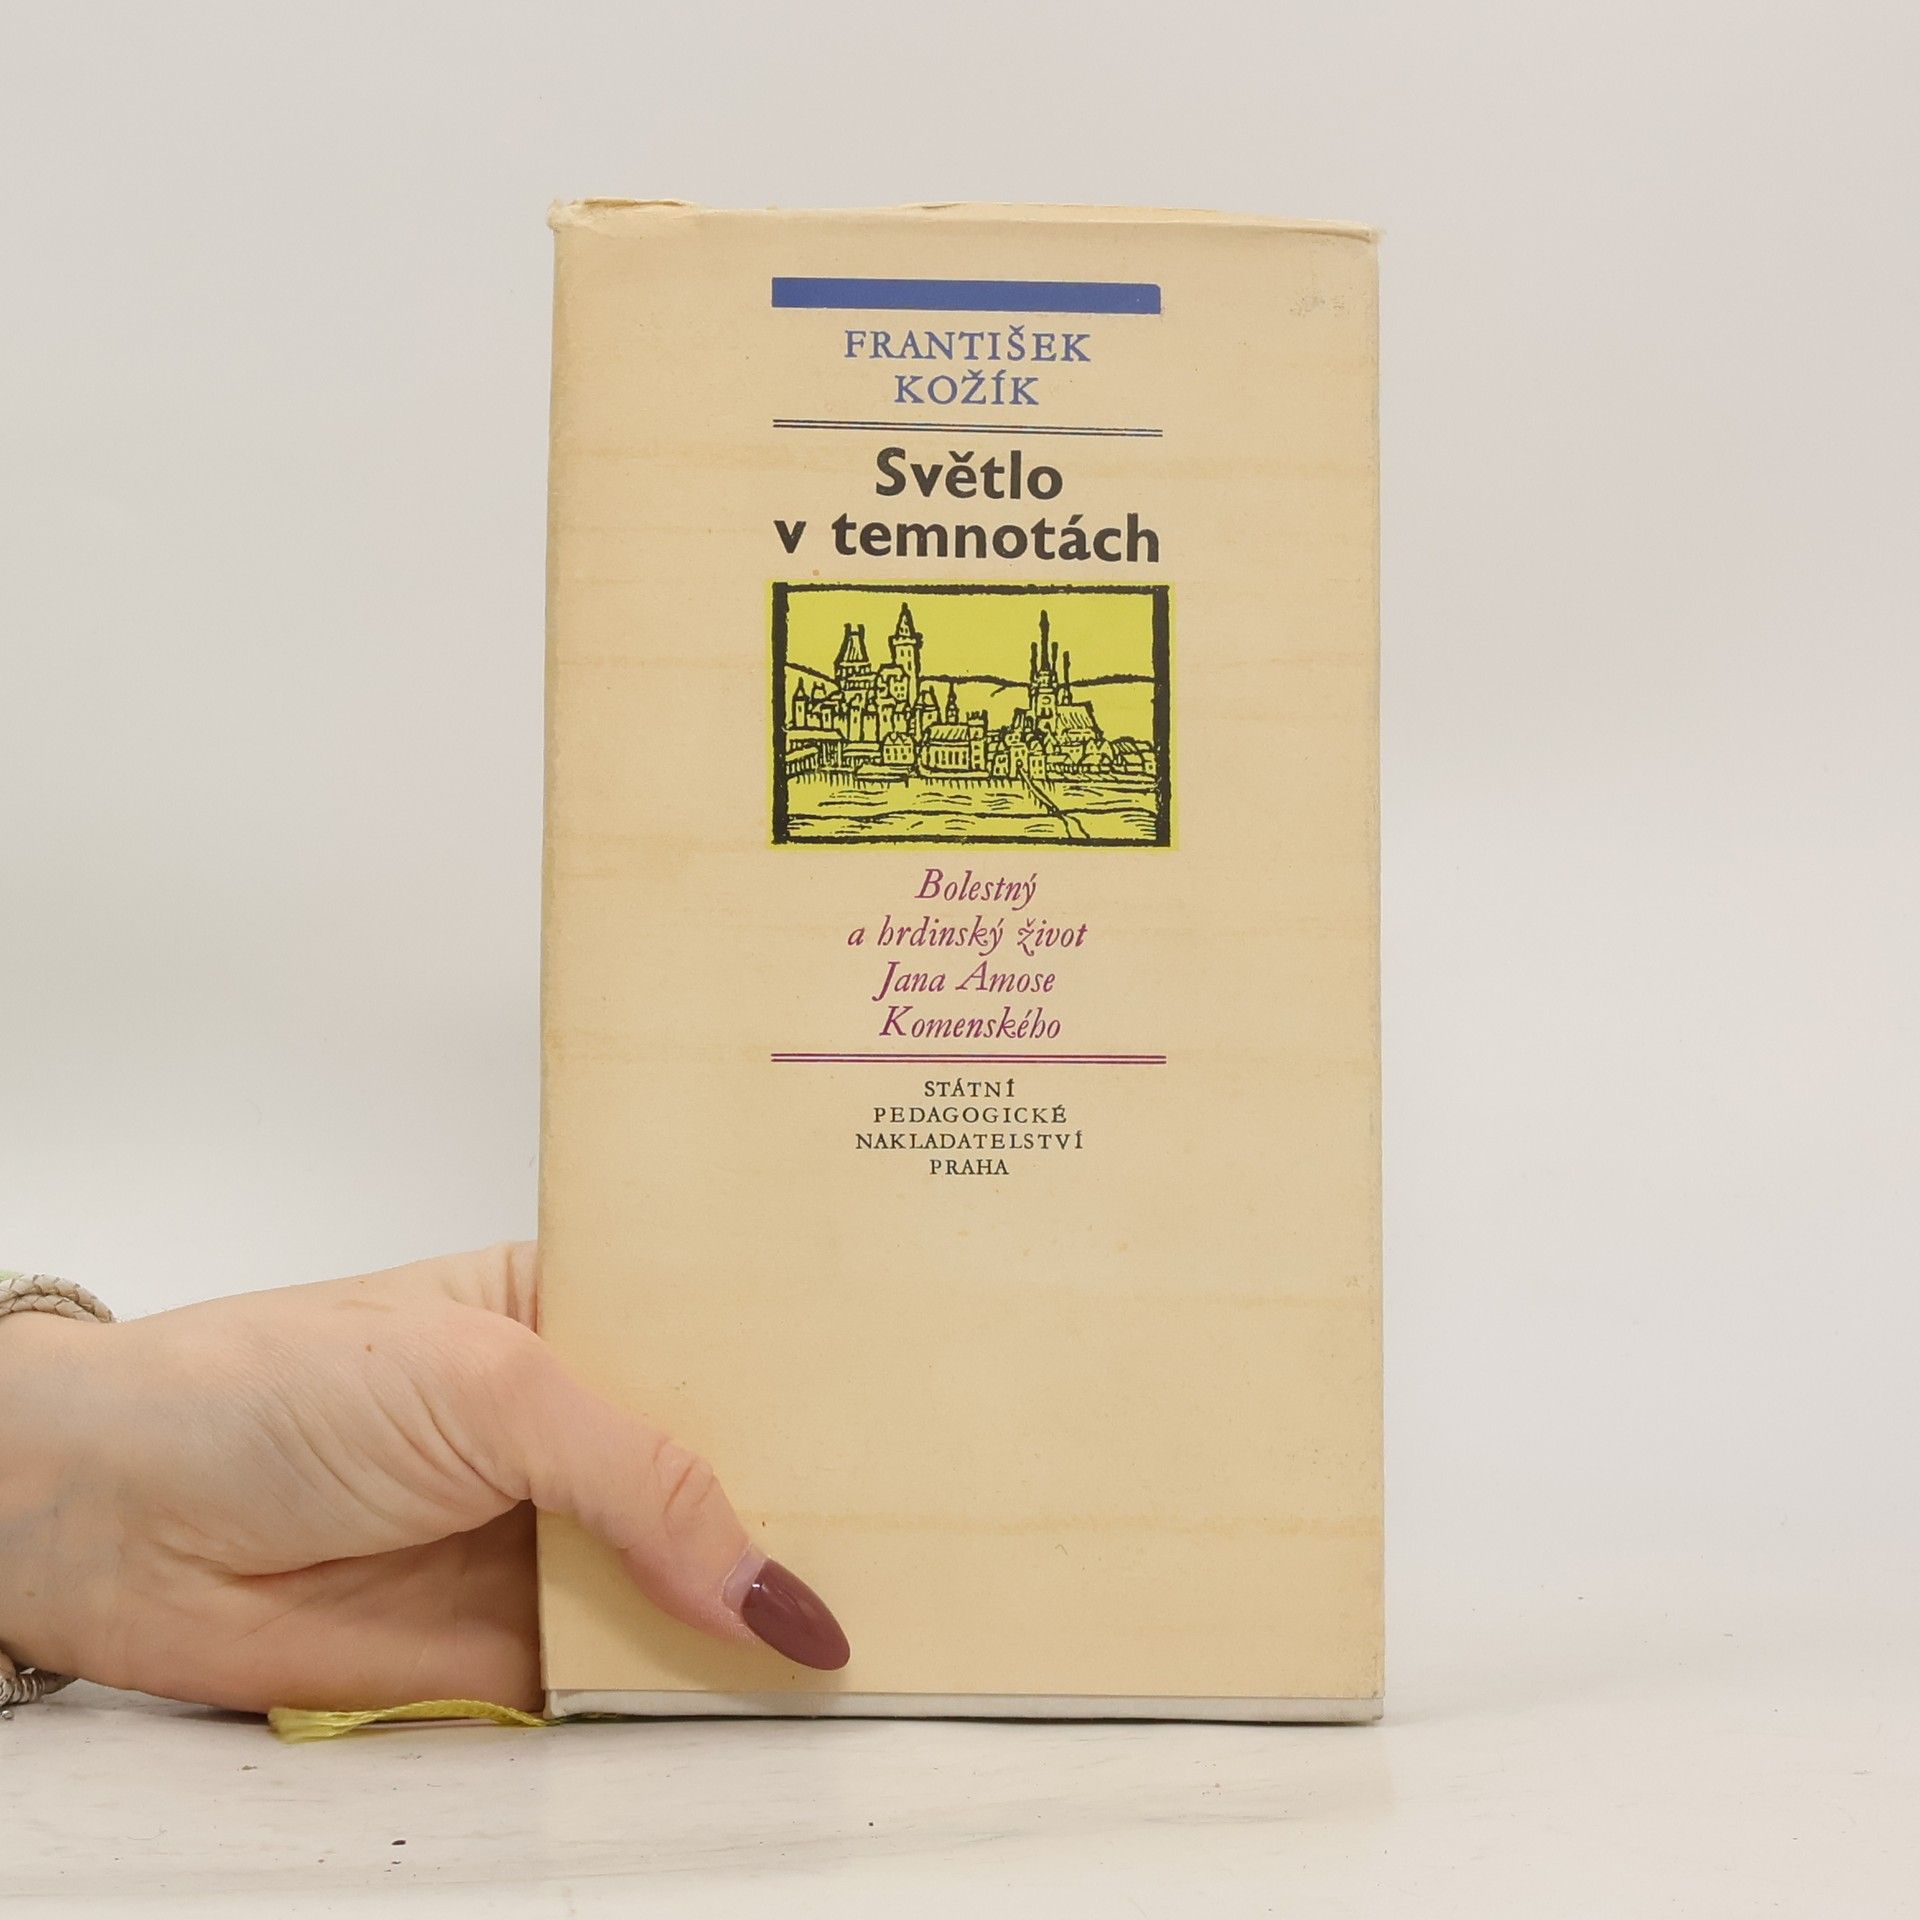 FRANTIŠEK
KOŽÍK
Světlo
v temnotách
Bolestný
a hrdinský život
Jana Amose
Komenského
STÁTNÍ
PEDAGOGICKÉ
NAKLADATELSTVÍ
PRAHA